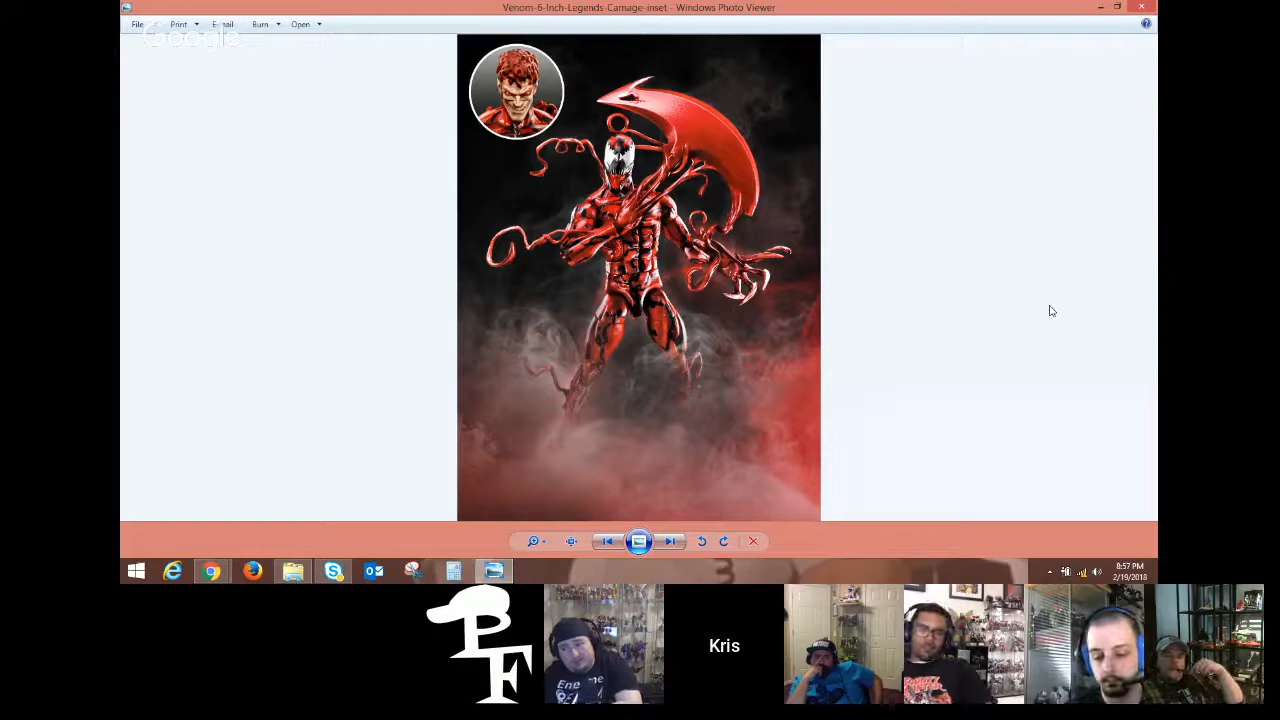 Venom-6-Inch-Legends-Carnage-inset - Windows Photo Viewer
File Print E-mail Burn Open
Google
8:57 PM
2/19/2018
PF
Kris